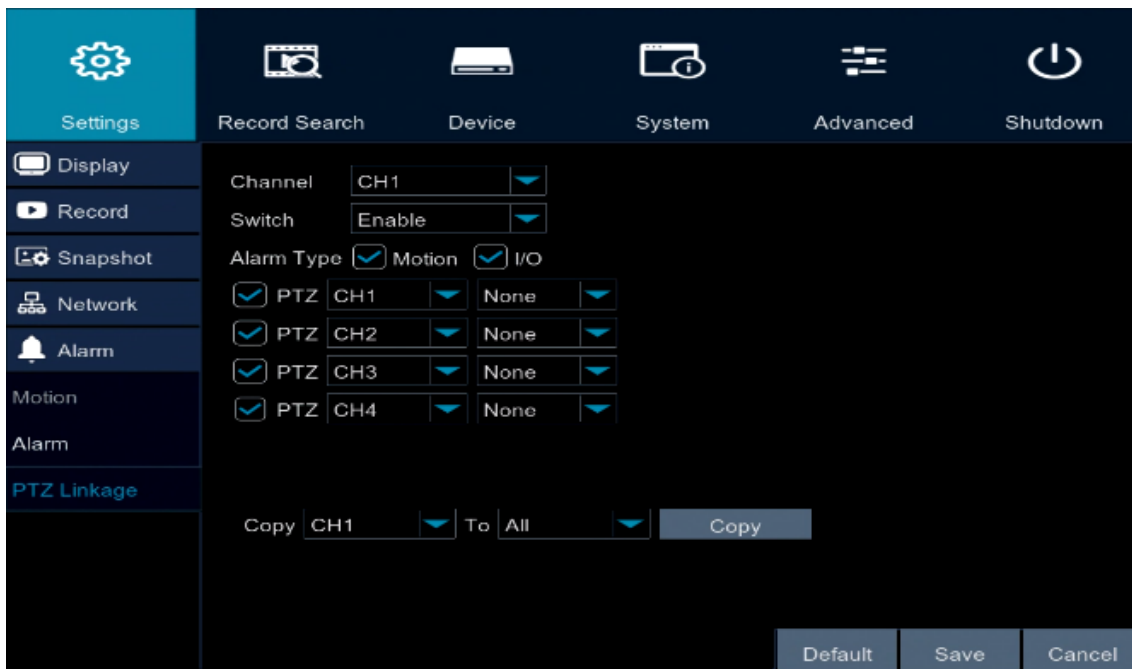 Settings Record Search Device System Advanced Shutdown
Display
Record
Snapshot
Network
Alarm
Motion
Alarm
PTZ Linkage
Channel CH1
Switch Enable
Alarm Type Motion I/O
PTZ CH1 None
PTZ CH2 None
PTZ CH3 None
PTZ CH4 None
Copy CH1 To All Copy
Default Save Cancel